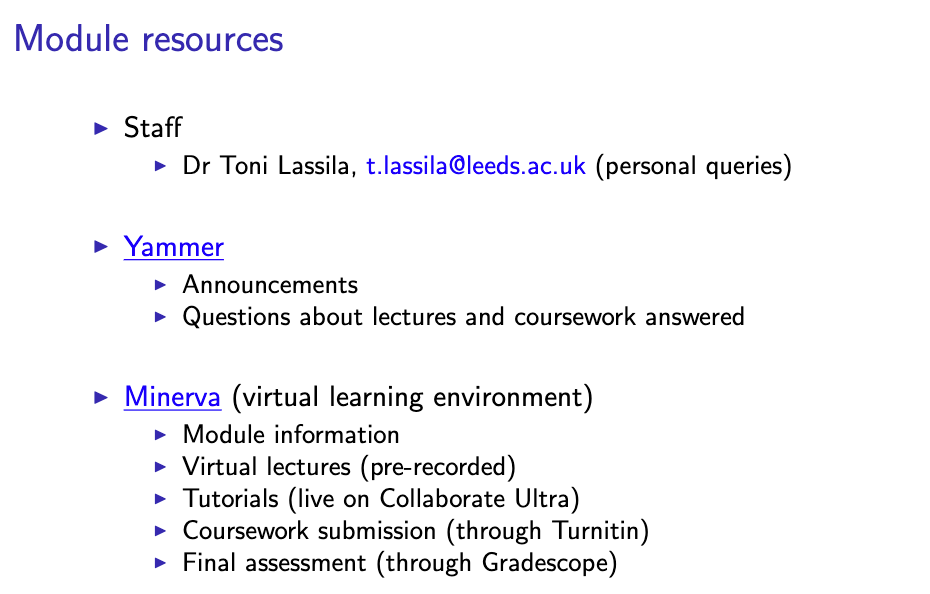 Module resources
Staff
Dr Toni Lassila, t.lassila@leeds.ac.uk (personal queries)
Yammer
Announcements
Questions about lectures and coursework answered
Minerva (virtual learning environment)
Module information
Virtual lectures (pre-recorded)
Tutorials (live on Collaborate Ultra)
Coursework submission (through Turnitin)
Final assessment (through Gradescope)